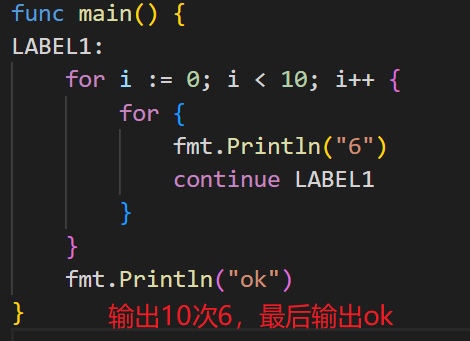 func main() {
LABEL1:
    for i := 0; i < 10; i++ {
        for {
            fmt.Println("6")
            continue LABEL1
        }
    }
    fmt.Println("ok")
}    输出10次6，最后输出ok